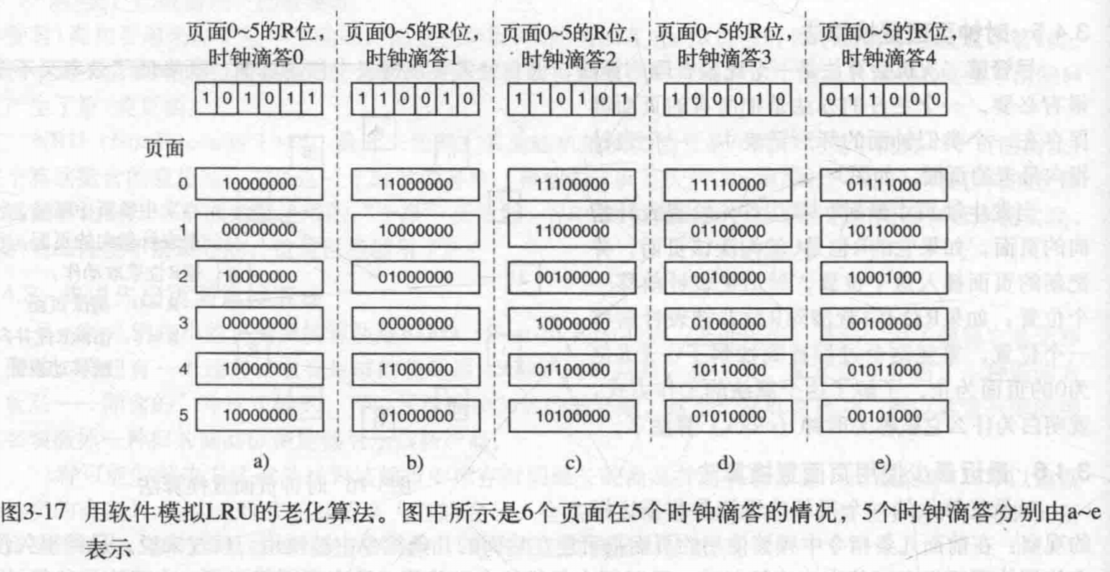 页面0~5的R位, 页面0~5的R位, 页面0~5的R位, 页面0~5的R位, 页面0~5的R位,
时钟滴答0 时钟滴答1 时钟滴答2 时钟滴答3 时钟滴答4
1 0 1 0 1 1 1 1 0 0 1 0 1 1 0 1 0 1 1 0 0 0 1 0 0 1 1 0 0 0
页面
0 10000000 11000000 11100000 11110000 01111000
1 00000000 10000000 11000000 01100000 10110000
2 10000000 01000000 00100000 00100000 10001000
3 00000000 00000000 10000000 01000000 00100000
4 10000000 11000000 01100000 10110000 01011000
5 10000000 01000000 10100000 01010000 00101000
a) b) c) d) e)
图3-17 用软件模拟LRU的老化算法。图中所示是6个页面在5个时钟滴答的情况,5个时钟滴答分别由a~e
表示